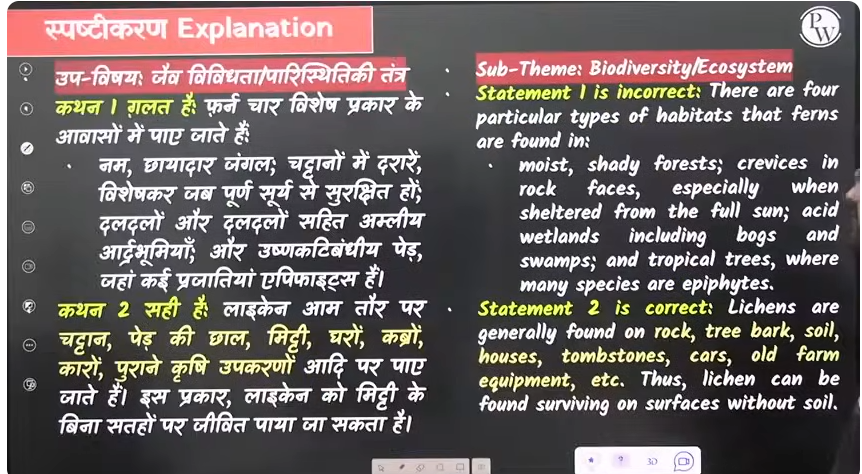 स्पष्टीकरण Explanation
PW
उप-विषय: जैव विविधता/पारिस्थितिकी तंत्र
कथन 1 ग़लत है: फ़र्न चार विशेष प्रकार के
आवासों में पाए जाते हैं:
• नम, छायादार जंगल; चट्टानों में दरारें,
विशेषकर जब पूर्ण सूर्य से सुरक्षित हों;
दलदलों और दलदलों सहित अम्लीय
आर्द्रभूमियाँ; और उष्णकटिबंधीय पेड़,
जहां कई प्रजातियां एपिफाइट्स हैं।
कथन 2 सही है: लाइकेन आम तौर पर
चट्टान, पेड़ की छाल, मिट्टी, घरों, कब्रों,
कारों, पुराने कृषि उपकरणों आदि पर पाए
जाते हैं। इस प्रकार, लाइकेन को मिट्टी के
बिना सतहों पर जीवित पाया जा सकता है।
• Sub-Theme: Biodiversity/Ecosystem
• Statement 1 is incorrect: There are four
particular types of habitats that ferns
are found in:
• moist, shady forests; crevices in
rock faces, especially when
sheltered from the full sun; acid
wetlands including bogs and
swamps; and tropical trees, where
many species are epiphytes.
• Statement 2 is correct: Lichens are
generally found on rock, tree bark, soil,
houses, tombstones, cars, old farm
equipment, etc. Thus, lichen can be
found surviving on surfaces without soil.